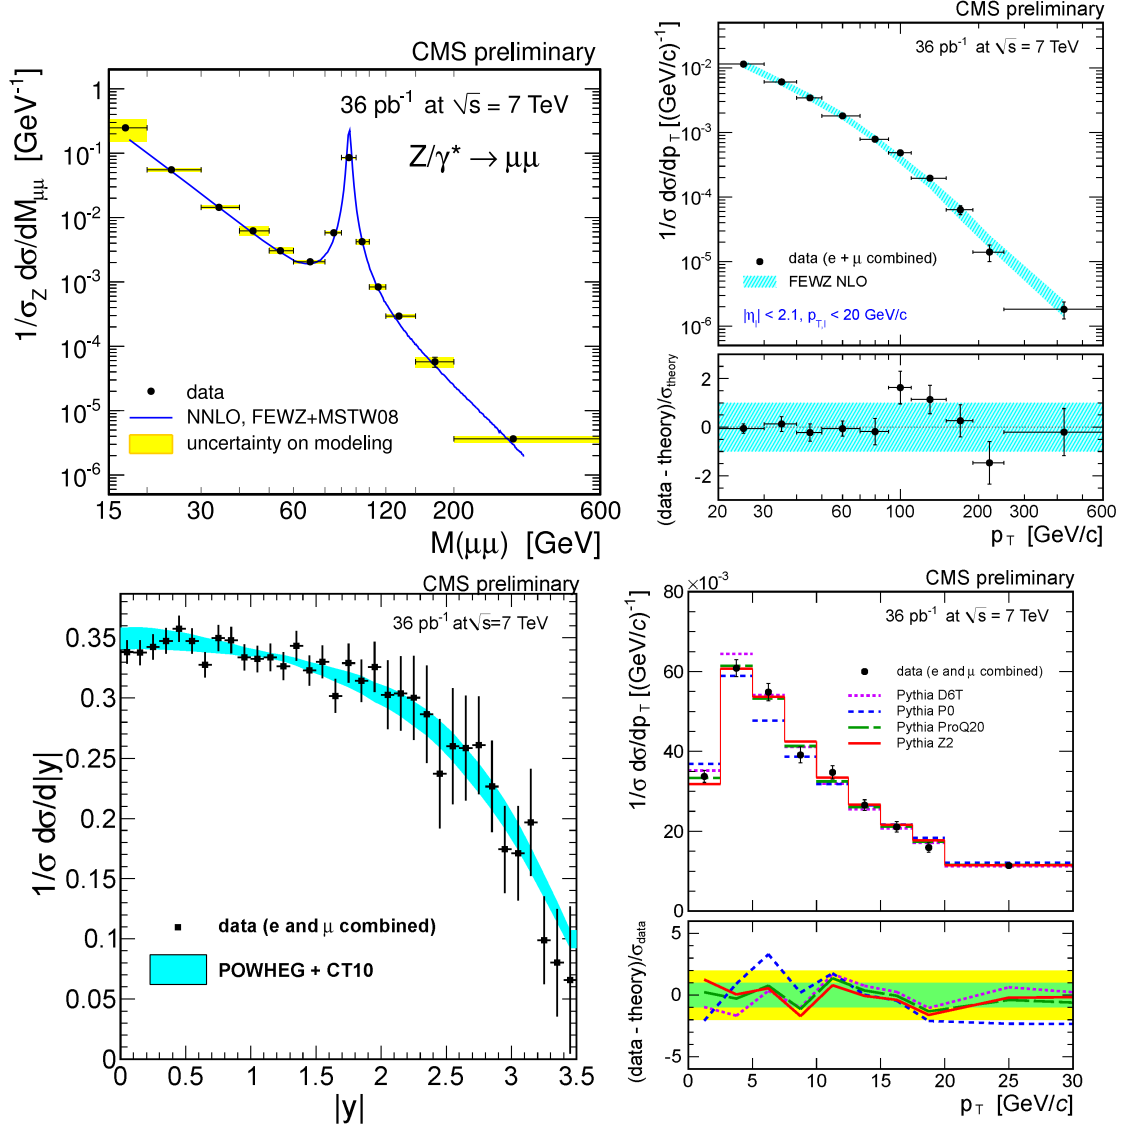 CMS preliminary
36 pb⁻¹ at √s = 7 TeV
Z/γ* → μμ
1/σ_Z dσ/dM_μμ [GeV⁻¹]
1
10⁻¹
10⁻²
10⁻³
10⁻⁴
10⁻⁵
10⁻⁶
data
NNLO, FEWZ+MSTW08
uncertainty on modeling
15 30 60 120 200 600
M(μμ) [GeV]
CMS preliminary
36 pb⁻¹ at √s = 7 TeV
1/σ dσ/dp_T [(GeV/c)⁻¹]
10⁻²
10⁻³
10⁻⁴
10⁻⁵
10⁻⁶
data (e + μ combined)
FEWZ NLO
|η_l| < 2.1, p_T,l < 20 GeV/c
(data - theory)/σ_theory
2
0
-2
20 30 40 100 200 300 600
p_T [GeV/c]
CMS preliminary
36 pb⁻¹ at√s=7 TeV
1/σ dσ/d|y|
0.35
0.3
0.25
0.2
0.15
0.1
0.05
0
data (e and μ combined)
POWHEG + CT10
0 0.5 1 1.5 2 2.5 3 3.5
|y|
CMS preliminary
×10⁻³
36 pb⁻¹ at √s = 7 TeV
1/σ dσ/dp_T [(GeV/c)⁻¹]
80
60
40
20
0
data (e and μ combined)
Pythia D6T
Pythia P0
Pythia ProQ20
Pythia Z2
(data - theory)/σ_data
5
0
-5
0 5 10 15 20 25 30
p_T [GeV/c]